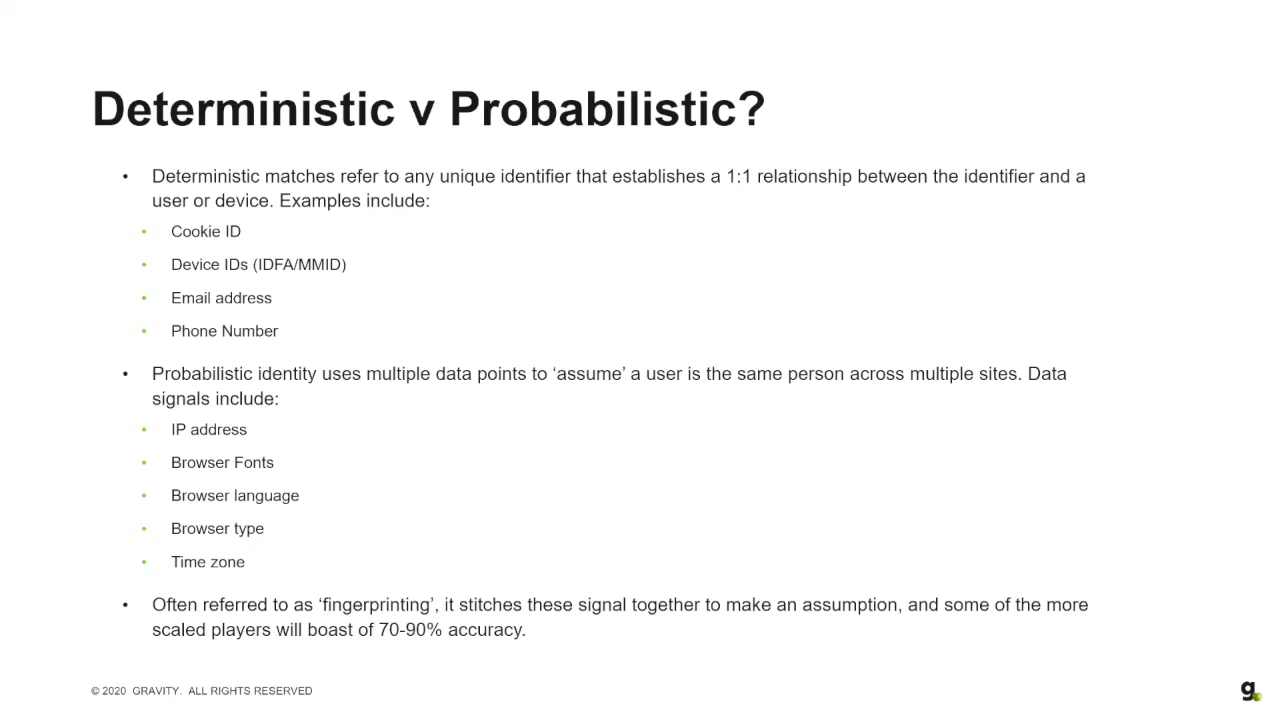 Deterministic v Probabilistic?
• Deterministic matches refer to any unique identifier that establishes a 1:1 relationship between the identifier and a
user or device. Examples include:
• Cookie ID
• Device IDs (IDFA/MMID)
• Email address
• Phone Number
• Probabilistic identity uses multiple data points to ‘assume’ a user is the same person across multiple sites. Data
signals include:
• IP address
• Browser Fonts
• Browser language
• Browser type
• Time zone
• Often referred to as ‘fingerprinting’, it stitches these signal together to make an assumption, and some of the more
scaled players will boast of 70-90% accuracy.
© 2020 GRAVITY. ALL RIGHTS RESERVED
g.